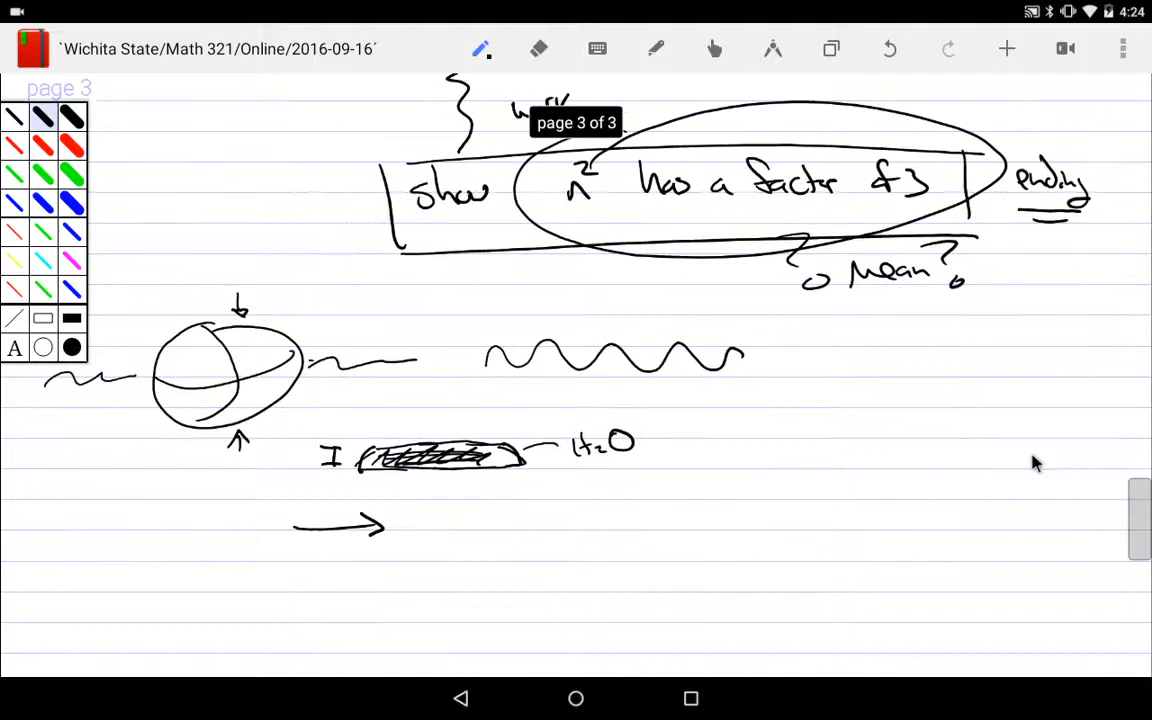 4:24
`Wichita State/Math 321/Online/2016-09-16´
page 3
page 3 of 3
show n² has a factor of 3 ending
? Mean ?
I H₂O
A